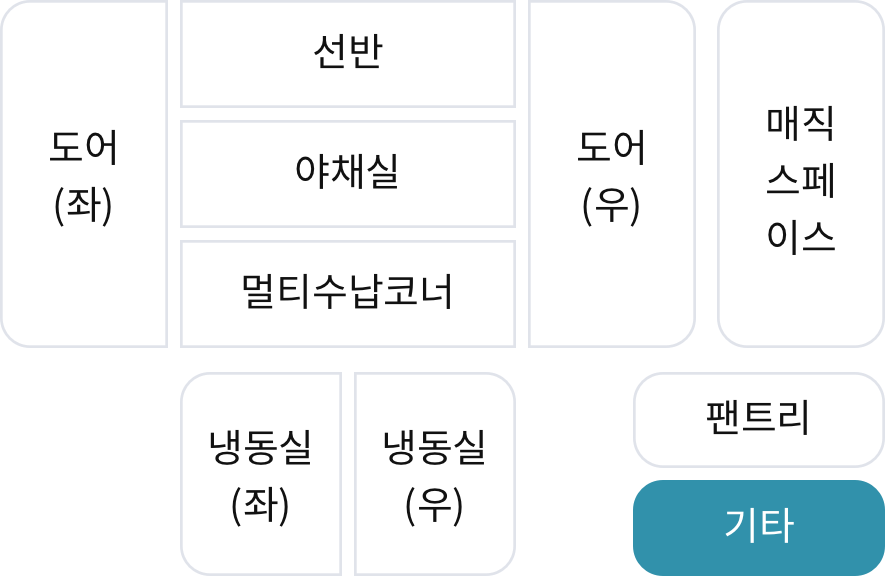 도어
(좌)
선반
야채실
멀티수납코너
도어
(우)
매직
스페
이스
냉동실
(좌)
냉동실
(우)
팬트리
기타